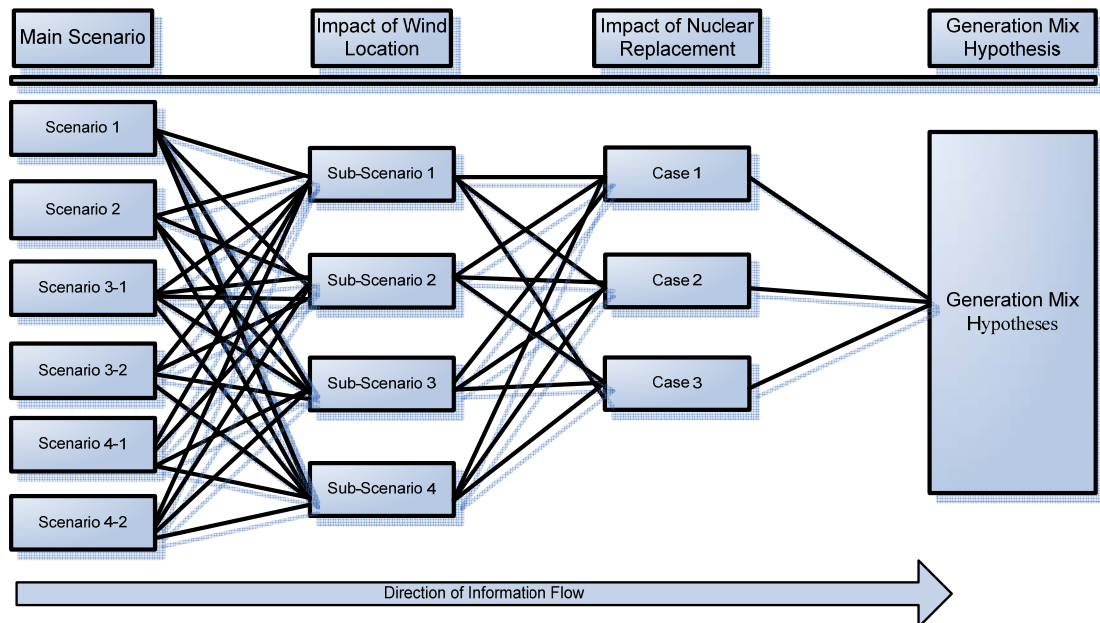 Main Scenario
Impact of Wind
Location
Impact of Nuclear
Replacement
Generation Mix
Hypothesis
Scenario 1
Scenario 2
Scenario 3-1
Scenario 3-2
Scenario 4-1
Scenario 4-2
Sub-Scenario 1
Sub-Scenario 2
Sub-Scenario 3
Sub-Scenario 4
Case 1
Case 2
Case 3
Generation Mix
Hypotheses
Direction of Information Flow